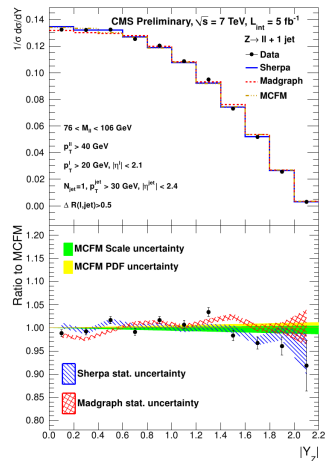 CMS Preliminary, √s = 7 TeV, L_int = 5 fb⁻¹
Z → ll + 1 jet
Data
Sherpa
Madgraph
MCFM
76 < M_ll < 106 GeV
p_T^ll > 40 GeV
p_T^l > 20 GeV, |η^l| < 2.1
N_jet=1, p_T^jet > 30 GeV, |η^jet| < 2.4
Δ R(l,jet)>0.5
1/σ dσ/dY
0.14
0.12
0.10
0.08
0.06
0.04
0.02
0.00
Ratio to MCFM
1.20
1.15
1.10
1.05
1.00
0.95
0.90
0.85
0.80
MCFM Scale uncertainty
MCFM PDF uncertainty
Sherpa stat. uncertainty
Madgraph stat. uncertainty
0.0 0.2 0.4 0.6 0.8 1.0 1.2 1.4 1.6 1.8 2.0 2.2
|Y_Z|